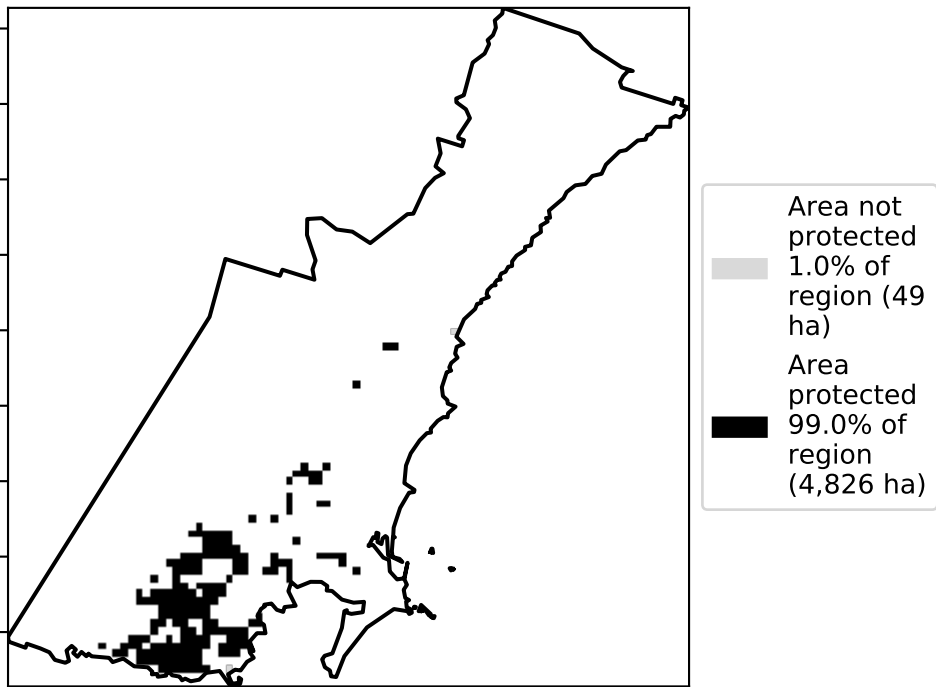 Area not
protected
1.0% of
region (49
ha)
Area
protected
99.0% of
region
(4,826 ha)